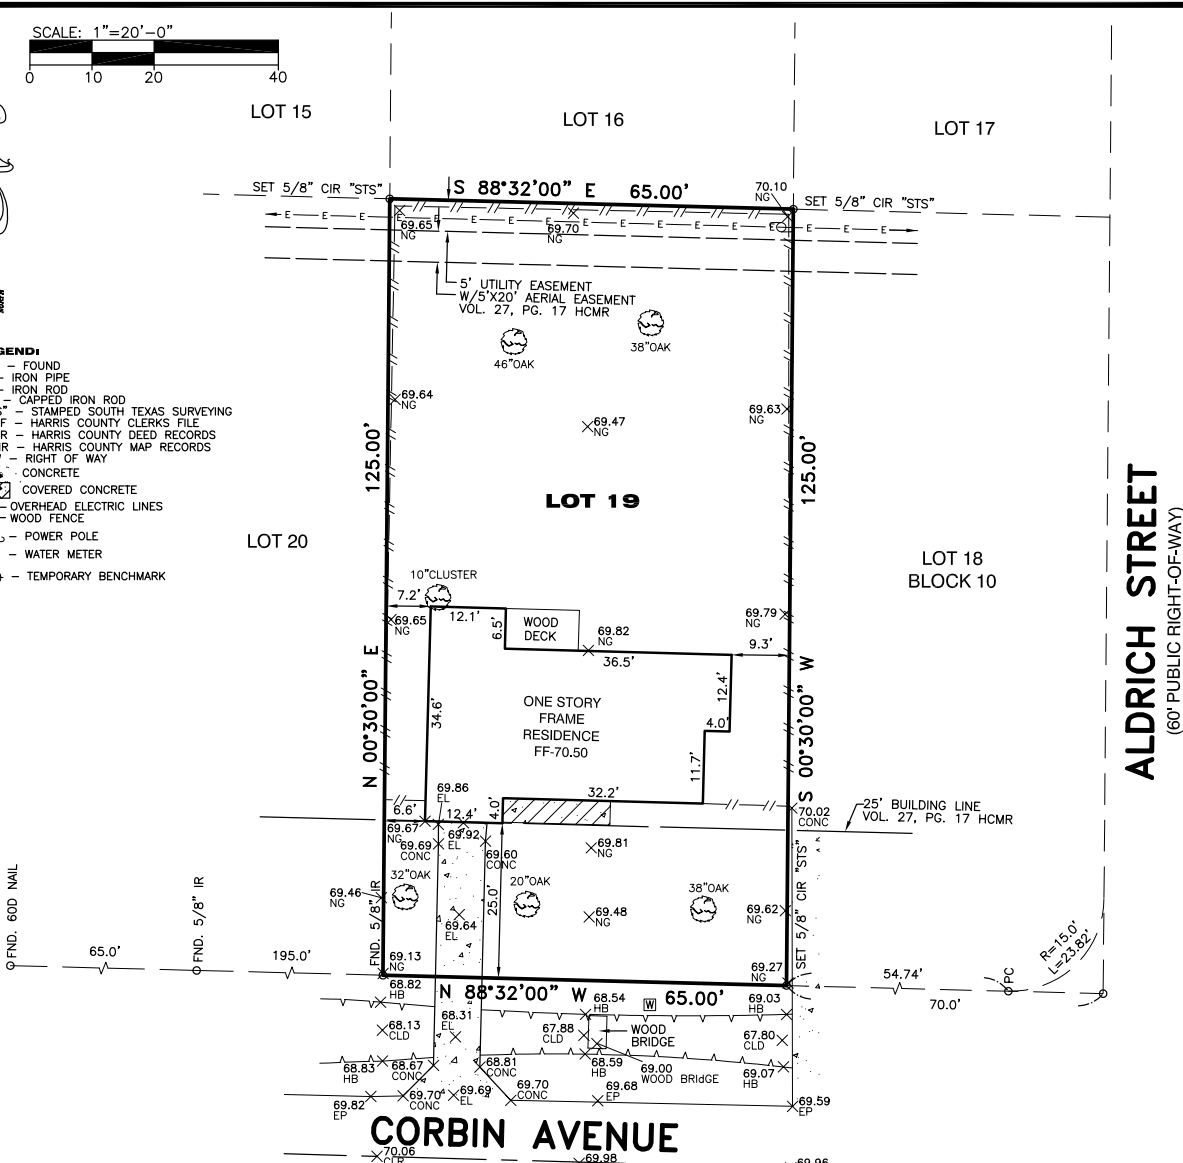 SCALE: 1"=20'-0"
0 10 20 40
LOT 15
LOT 16
LOT 17
SET 5/8" CIR "STS"
S 88°32'00" E 65.00'
70.10
NG
SET 5/8" CIR "STS"
E E E E E E E E E E E E
69.65
NG
69.70
NG
5' UTILITY EASEMENT
W/5'X20' AERIAL EASEMENT
VOL. 27, PG. 17 HCMR
46"OAK
38"OAK
GEND:
– FOUND
– IRON PIPE
– IRON ROD
– CAPPED IRON ROD
S" – STAMPED SOUTH TEXAS SURVEYING
F – HARRIS COUNTY CLERKS FILE
R – HARRIS COUNTY DEED RECORDS
IR – HARRIS COUNTY MAP RECORDS
– RIGHT OF WAY
CONCRETE
COVERED CONCRETE
–OVERHEAD ELECTRIC LINES
–WOOD FENCE
– POWER POLE
– WATER METER
– TEMPORARY BENCHMARK
69.64
NG
69.63
NG
69.47
NG
125.00'
125.00'
LOT 19
LOT 20
LOT 18
BLOCK 10
ALDRICH STREET
(60' PUBLIC RIGHT-OF-WAY)
10"CLUSTER
7.2'
12.1'
6.5'
WOOD
DECK
69.65
NG
69.82
NG
69.79
NG
9.3'
36.5'
12.4'
4.0'
11.7'
34.6'
N 00°30'00" E
S 00°30'00" W
ONE STORY
FRAME
RESIDENCE
FF-70.50
69.86
EL
32.2'
4.0'
6.6'
12.4'
25' BUILDING LINE
VOL. 27, PG. 17 HCMR
70.02
CONC
69.67
NG
69.69
CONC
69.92
EL
69.60
CONC
69.81
NG
32"OAK
20"OAK
38"OAK
25.0'
69.46
NG
69.64
EL
69.48
NG
69.62
NG
FND. 60D NAIL
FND. 5/8" IR
FND. 5/8" IR
SET 5/8" CIR "STS"
65.0'
195.0'
69.13
NG
69.27
NG
54.74'
70.0'
PC
R=15.0'
L=23.82'
N 88°32'00" W 65.00'
W
68.82
HB
68.54
HB
69.03
HB
68.31
EL
68.13
CLD
67.88
CLD
WOOD
BRIDGE
67.80
CLD
68.83
HB
68.67
CONC
68.81
CONC
68.59
HB
69.00
WOOD BRIdGE
69.07
HB
69.82
EP
69.70
CONC
69.69
EL
69.70
CONC
69.68
EP
69.59
EP
CORBIN AVENUE
70.06
CLR
69.98
69.96